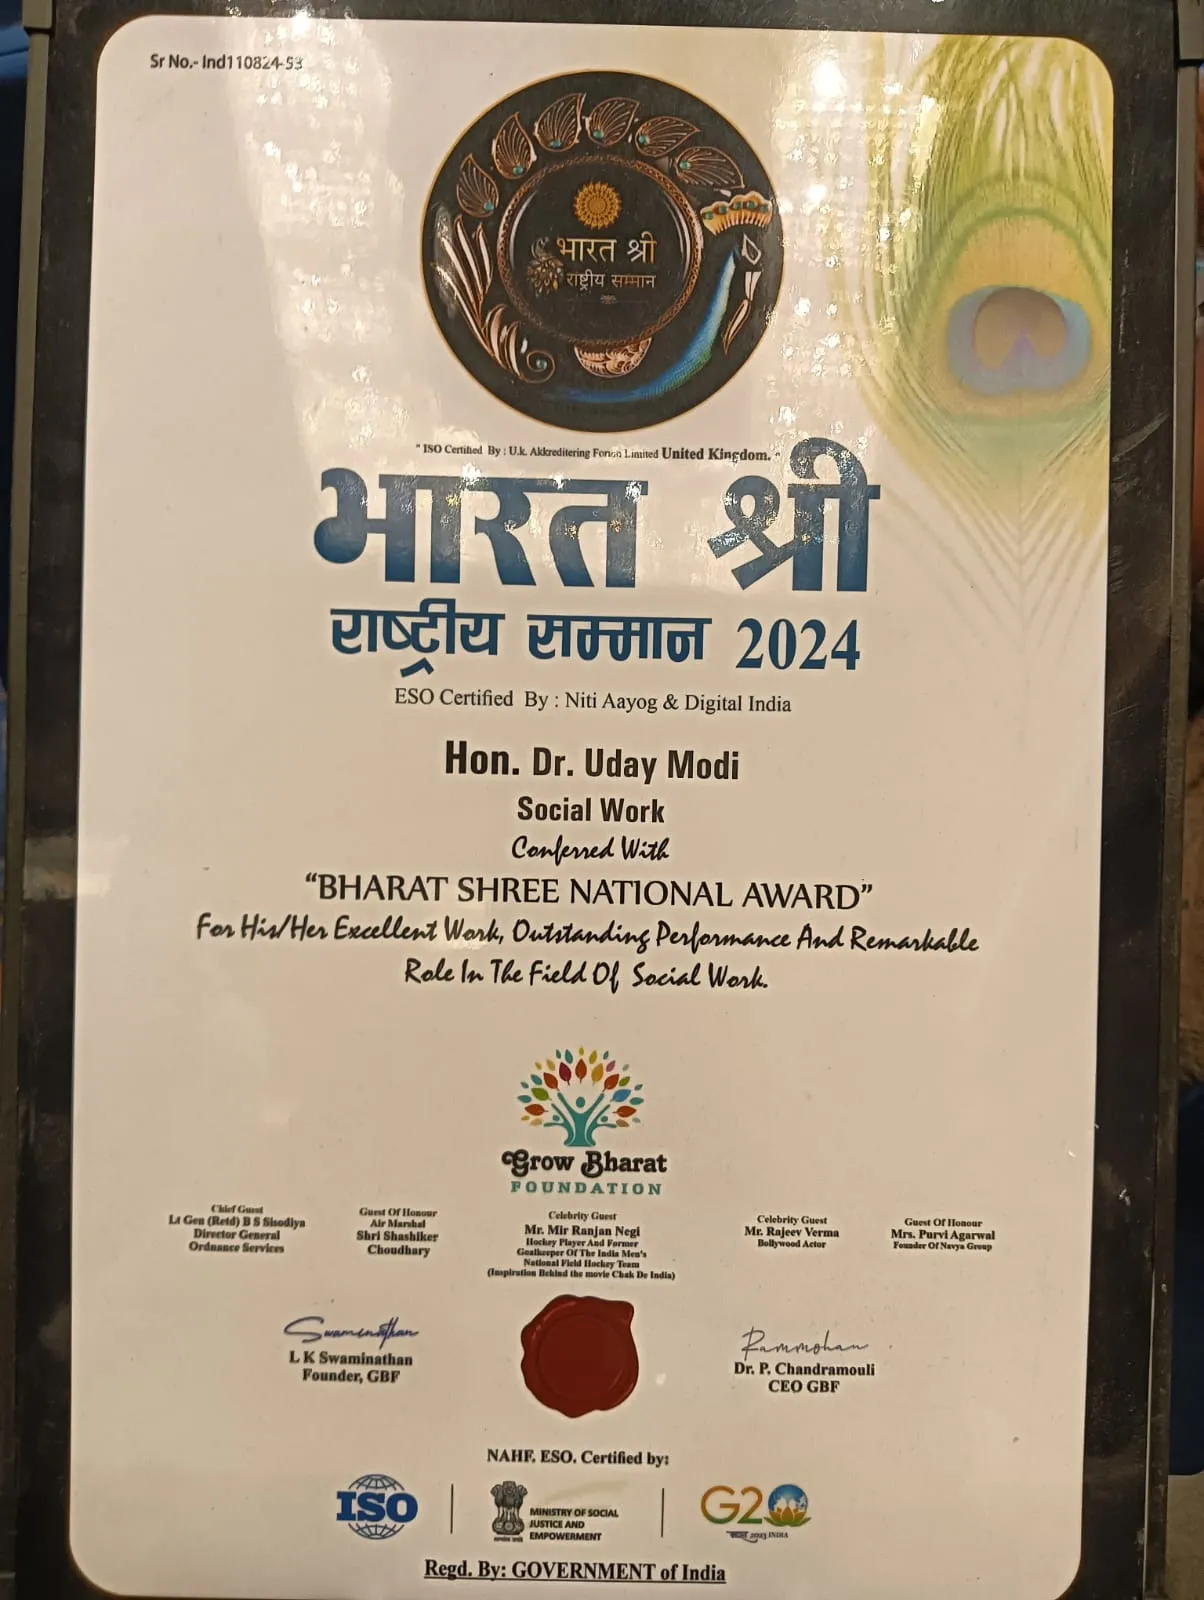 Sr No.- Ind110824-53
भारत श्री
राष्ट्रीय सम्मान
" ISO Certified By : U.k. Akkreditering Forum Limited United Kingdom. "
भारत श्री
राष्ट्रीय सम्मान 2024
ESO Certified By : Niti Aayog & Digital India
Hon. Dr. Uday Modi
Social Work
Conferred With
“BHARAT SHREE NATIONAL AWARD”
For His/Her Excellent Work, Outstanding Performance And Remarkable
Role In The Field Of Social Work.
Grow Bharat
FOUNDATION
Chief Guest
Lt Gen (Retd) B S Sisodiya
Director General
Ordnance Services
Guest Of Honour
Air Marshal
Shri Shashiker
Choudhary
Celebrity Guest
Mr. Mir Ranjan Negi
Hockey Player And Former
Goalkeeper Of The India Men's
National Field Hockey Team
(Inspiration Behind the movie Chak De India)
Celebrity Guest
Mr. Rajeev Verma
Bollywood Actor
Guest Of Honour
Mrs. Purvi Agarwal
Founder Of Navya Group
Swaminathan
L K Swaminathan
Founder, GBF
Rammohan
Dr. P. Chandramouli
CEO GBF
NAHF. ESO. Certified by:
ISO
MINISTRY OF SOCIAL
JUSTICE AND
EMPOWERMENT
G20
2023 INDIA
Regd. By: GOVERNMENT of India